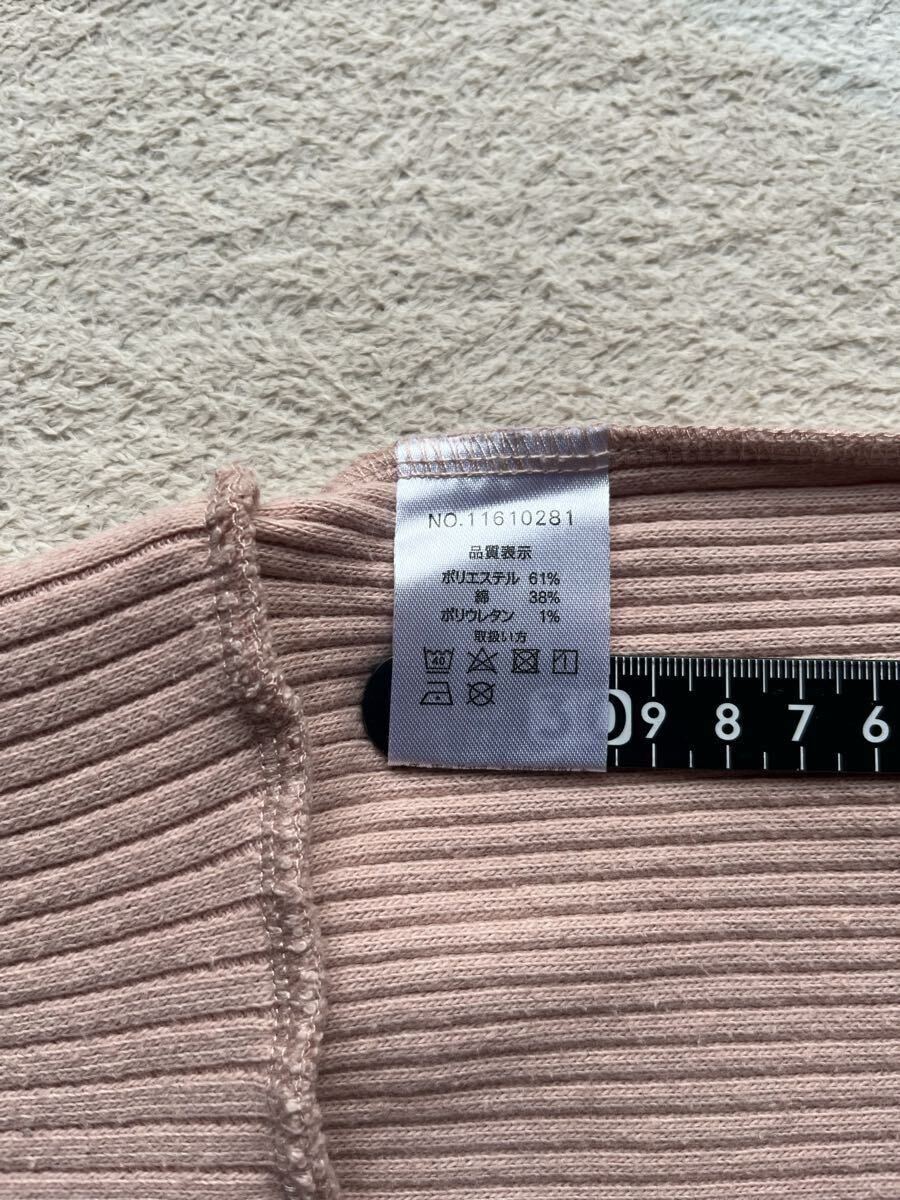 NO.11610281
品質表示
ポリエステル 61%
綿 38%
ポリウレタン 1%
取扱い方
40
9 8 7 6